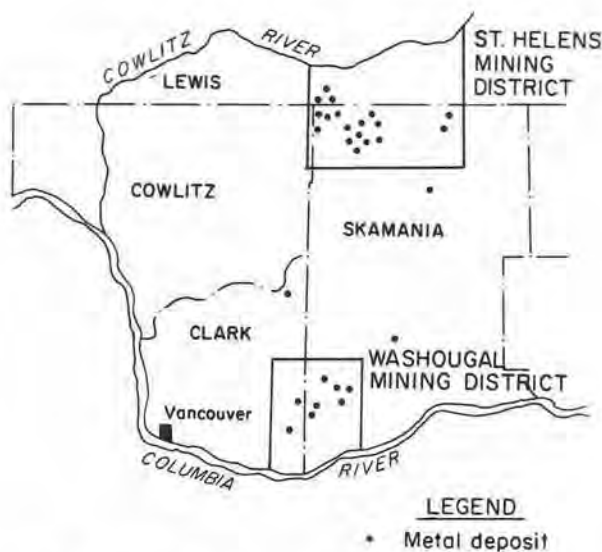 COWLITZ RIVER
LEWIS
ST. HELENS
MINING
DISTRICT
COWLITZ
SKAMANIA
CLARK
WASHOUGAL
MINING DISTRICT
Vancouver
COLUMBIA RIVER
LEGEND
• Metal deposit